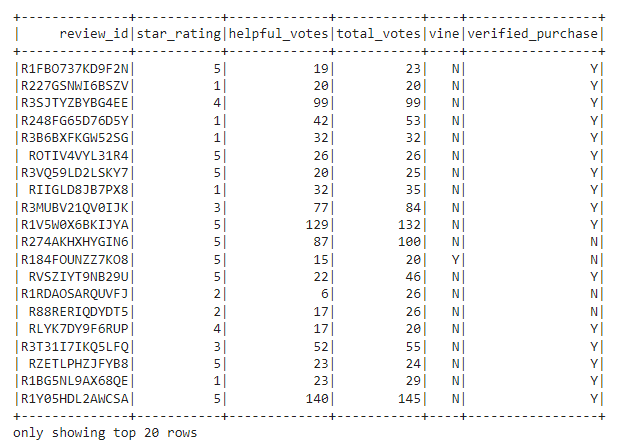 +--------------+-----------+-------------+-----------+----+-----------------+
|     review_id|star_rating|helpful_votes|total_votes|vine|verified_purchase|
+--------------+-----------+-------------+-----------+----+-----------------+
|R1FBO737KD9F2N|          5|           19|         23|   N|                Y|
|R227GSNWI6BSZV|          1|           20|         20|   N|                Y|
|R3SJTYZBYBG4EE|          4|           99|         99|   N|                Y|
|R248FG65D76D5Y|          1|           42|         53|   N|                Y|
|R3B6BXFKGW52SG|          1|           32|         32|   N|                Y|
| ROTIV4VYL31R4|          5|           26|         26|   N|                Y|
|R3VQ59LD2LSKY7|          5|           20|         25|   N|                Y|
| RIIGLD8JB7PX8|          1|           32|         35|   N|                Y|
|R3MUBV21QV0IJK|          3|           77|         84|   N|                Y|
|R1V5W0X6BKIJYA|          5|          129|        132|   N|                Y|
|R274AKHXHYGIN6|          5|           87|        100|   N|                N|
|R184FOUNZZ7KO8|          5|           15|         20|   Y|                N|
| RVSZIYT9NB29U|          5|           22|         46|   N|                Y|
|R1RDAOSARQUVFJ|          2|            6|         26|   N|                N|
| R88RERIQDYDT5|          2|           17|         26|   N|                N|
| RLYK7DY9F6RUP|          4|           17|         20|   N|                Y|
|R3T31I7IKQ5LFQ|          3|           52|         55|   N|                Y|
| RZETLPHZJFYB8|          5|           23|         24|   N|                Y|
|R1BG5NL9AX68QE|          1|           23|         29|   N|                Y|
|R1Y05HDL2AWCSA|          5|          140|        145|   N|                Y|
+--------------+-----------+-------------+-----------+----+-----------------+
only showing top 20 rows